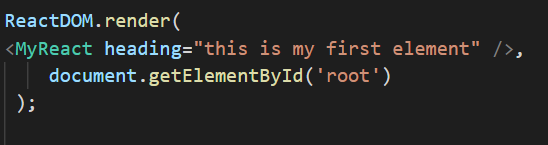 ReactDOM.render(
<MyReact heading="this is my first element" />,
    document.getElementById('root')
 );